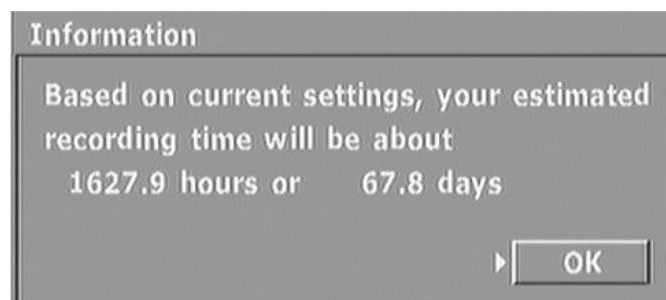 Information
Based on current settings, your estimated
recording time will be about
1627.9 hours or 67.8 days
OK